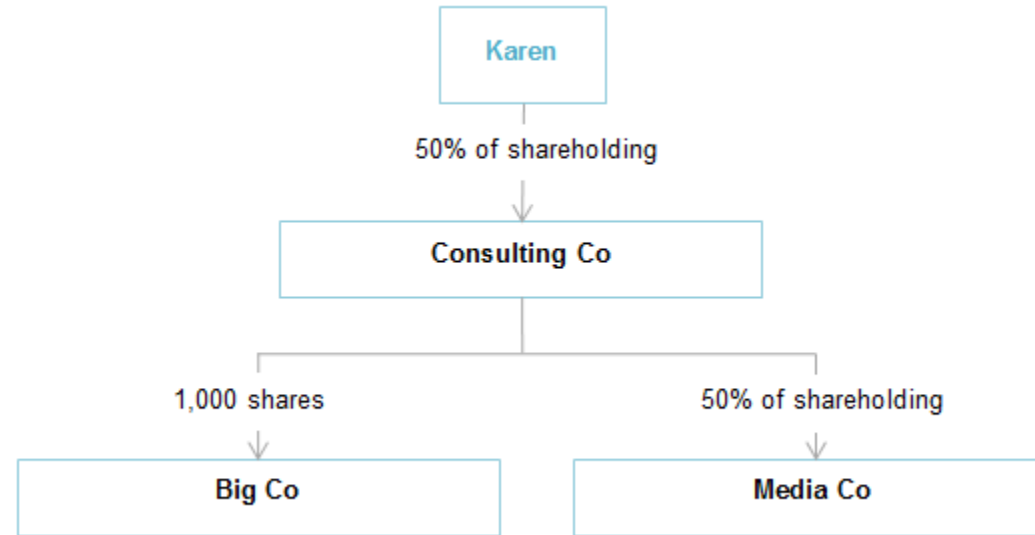 Karen
50% of shareholding
Consulting Co
1,000 shares
50% of shareholding
Big Co
Media Co